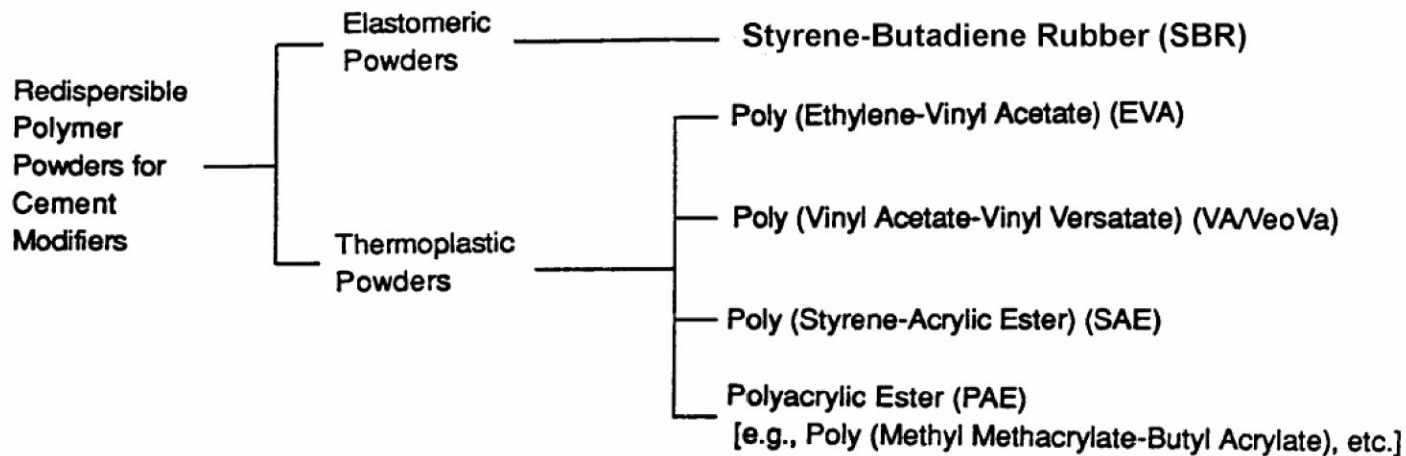 Redispersible
Polymer
Powders for
Cement
Modifiers
Elastomeric
Powders
Styrene-Butadiene Rubber (SBR)
Thermoplastic
Powders
Poly (Ethylene-Vinyl Acetate) (EVA)
Poly (Vinyl Acetate-Vinyl Versatate) (VA/VeoVa)
Poly (Styrene-Acrylic Ester) (SAE)
Polyacrylic Ester (PAE)
[e.g., Poly (Methyl Methacrylate-Butyl Acrylate), etc.]